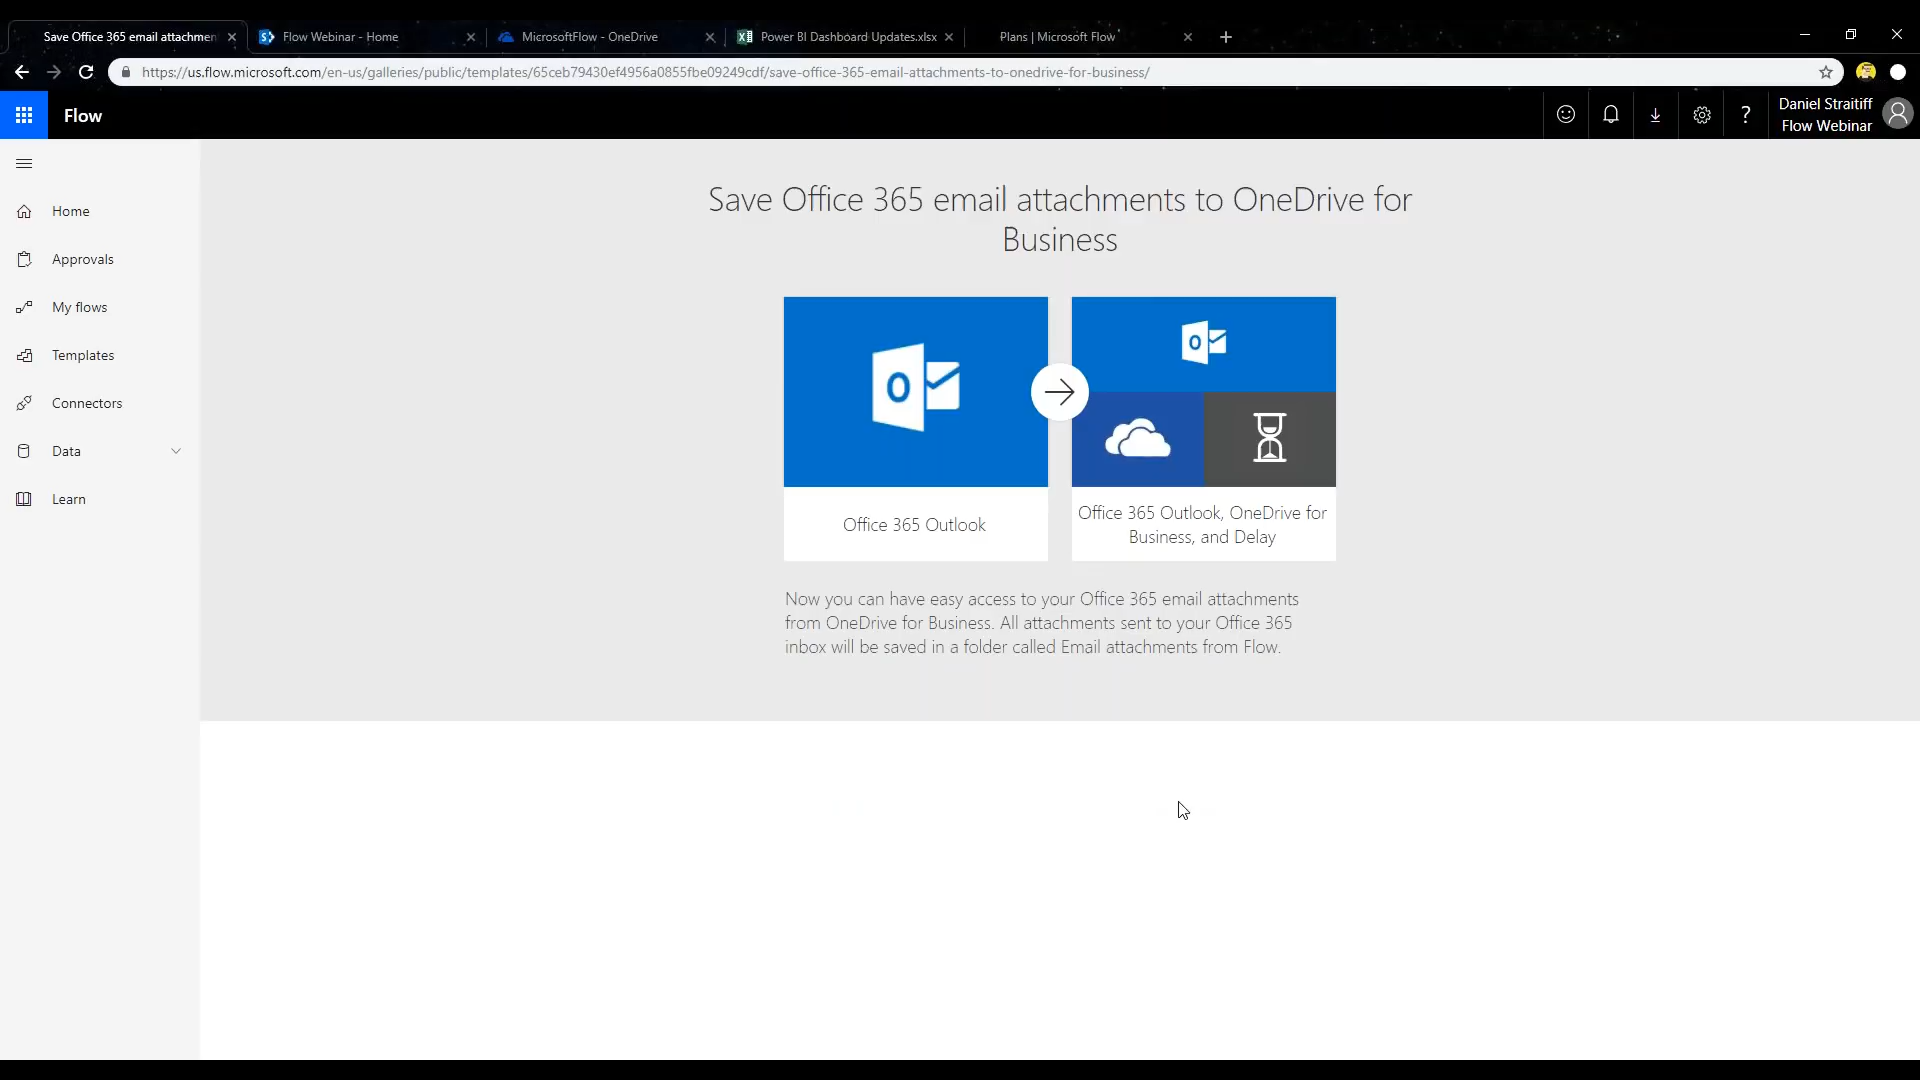 Save Office 365 email attachmen
Flow Webinar - Home
MicrosoftFlow - OneDrive
Power BI Dashboard Updates.xlsx
Plans | Microsoft Flow
https://us.flow.microsoft.com/en-us/galleries/public/templates/65ceb79430ef4956a0855fbe09249cdf/save-office-365-email-attachments-to-onedrive-for-business/
Flow
Daniel Straitiff
Flow Webinar
Home
Approvals
My flows
Templates
Connectors
Data
Learn
Save Office 365 email attachments to OneDrive for
Business
Office 365 Outlook
Office 365 Outlook, OneDrive for
Business, and Delay
Now you can have easy access to your Office 365 email attachments
from OneDrive for Business. All attachments sent to your Office 365
inbox will be saved in a folder called Email attachments from Flow.